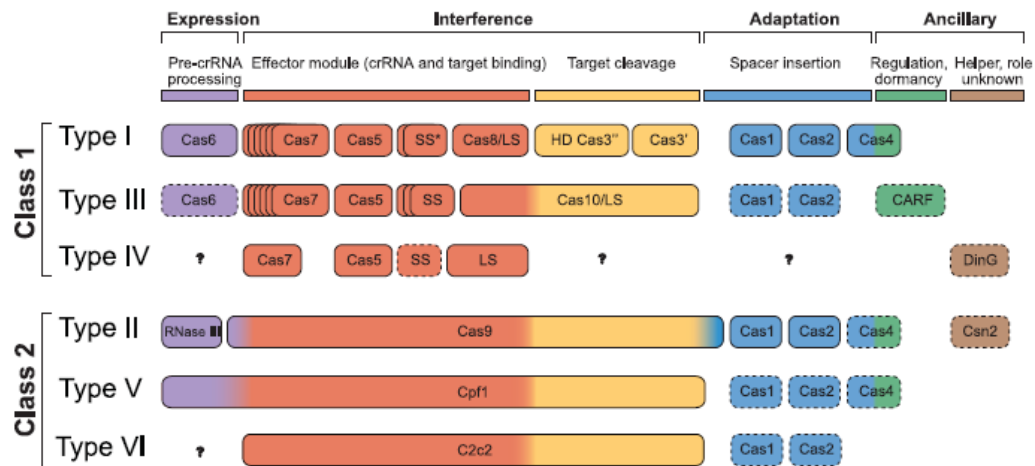 Expression Interference Adaptation Ancillary
Pre-crRNA processing Effector module (crRNA and target binding) Target cleavage Spacer insertion Regulation, dormancy Helper, role unknown
Class 1
Type I Cas6 Cas7 Cas5 SS* Cas8/LS HD Cas3" Cas3' Cas1 Cas2 Cas4
Type III Cas6 Cas7 Cas5 SS Cas10/LS Cas1 Cas2 CARF
Type IV ? Cas7 Cas5 SS LS ? ? DinG
Class 2
Type II RNase III Cas9 Cas1 Cas2 Cas4 Csn2
Type V Cpf1 Cas1 Cas2 Cas4
Type VI ? C2c2 Cas1 Cas2